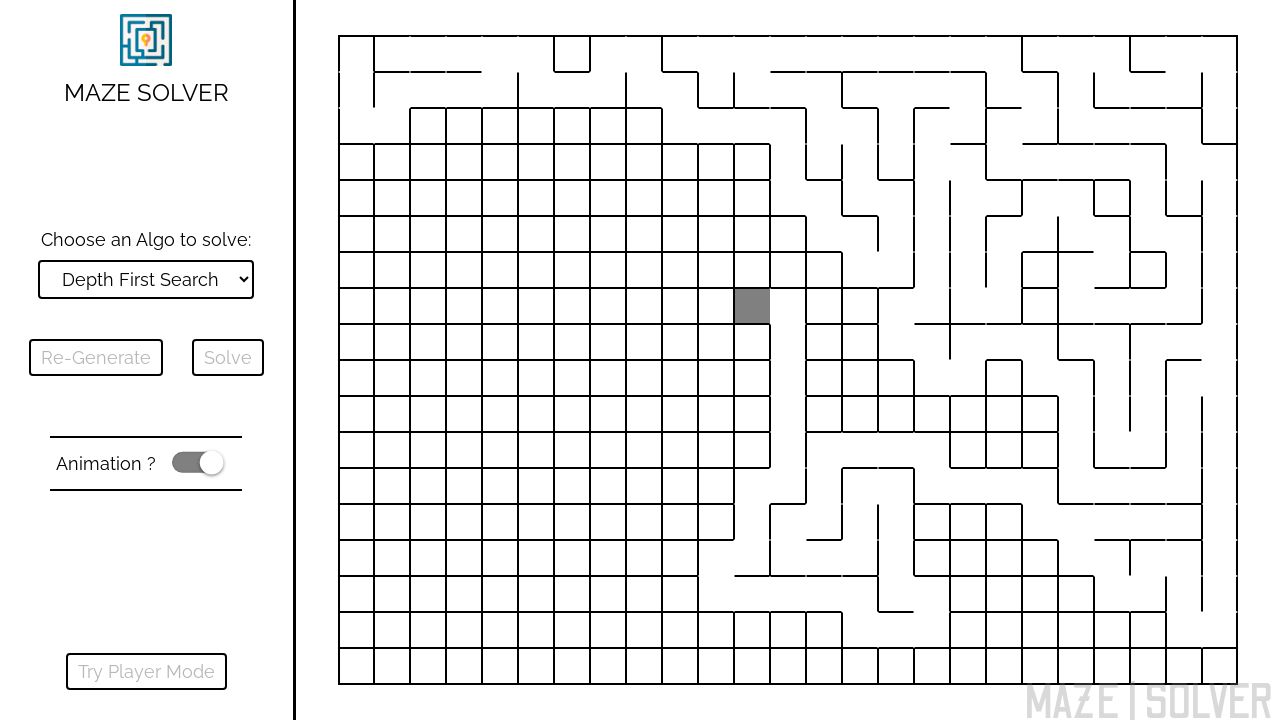 MAZE SOLVER
Choose an Algo to solve:
Depth First Search
Re-Generate
Solve
Animation ?
Try Player Mode
MAZE | SOLVER